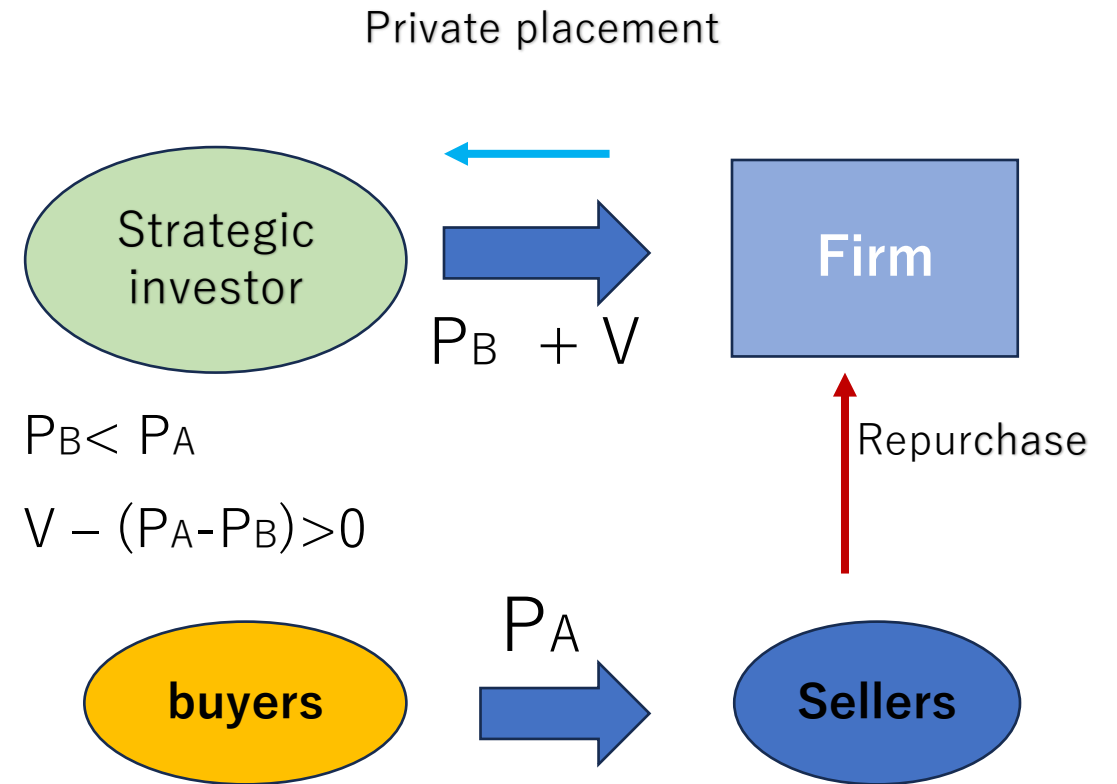 Private placement
Strategic
investor
Firm
PB + V
PB< PA
Repurchase
V – (PA-PB)>0
PA
buyers
Sellers